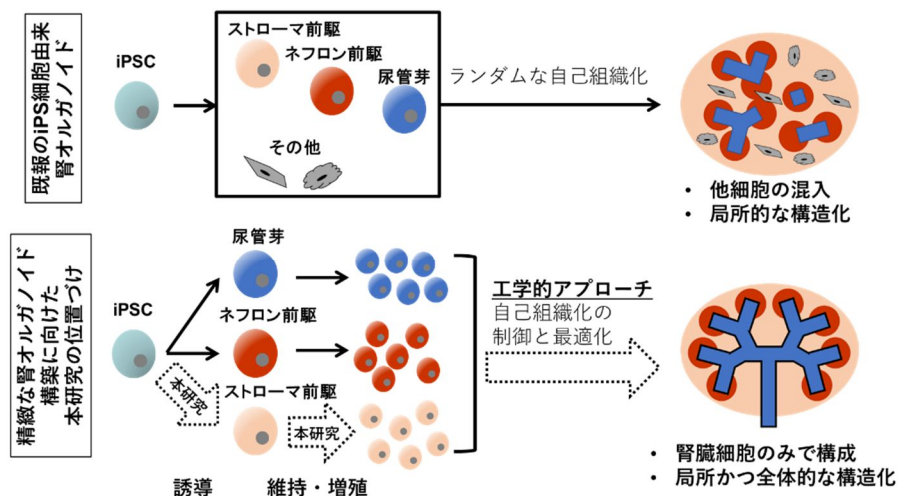 既報のiPS細胞由来
腎オルガノイド
iPSC
ストローマ前駆
ネフロン前駆
尿管芽
その他
ランダムな自己組織化
• 他細胞の混入
• 局所的な構造化
精緻な腎オルガノイド
構築に向けた
本研究の位置づけ
iPSC
尿管芽
ネフロン前駆
本研究
ストローマ前駆
本研究
工学的アプローチ
自己組織化の
制御と最適化
• 腎臓細胞のみで構成
• 局所かつ全体的な構造化
誘導
維持・増殖